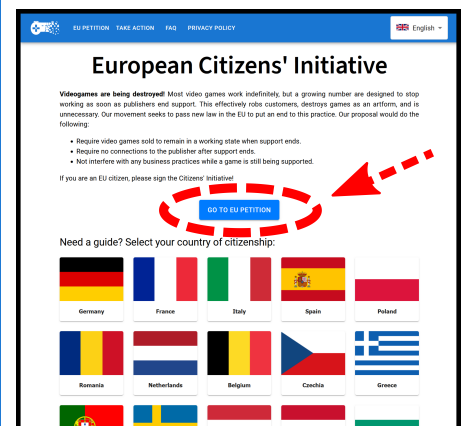 EU PETITION TAKE ACTION FAQ PRIVACY POLICY English
European Citizens' Initiative
Videogames are being destroyed! Most video games work indefinitely, but a growing number are designed to stop
working as soon as publishers end support. This effectively robs customers, destroys games as an artform, and is
unnecessary. Our movement seeks to pass new law in the EU to put an end to this practice. Our proposal would do the
following:
• Require video games sold to remain in a working state when support ends.
• Require no connections to the publisher after support ends.
• Not interfere with any business practices while a game is still being supported.
If you are an EU citizen, please sign the Citizens' Initiative!
GO TO EU PETITION
Need a guide? Select your country of citizenship:
Germany France Italy Spain Poland
Romania Netherlands Belgium Czechia Greece